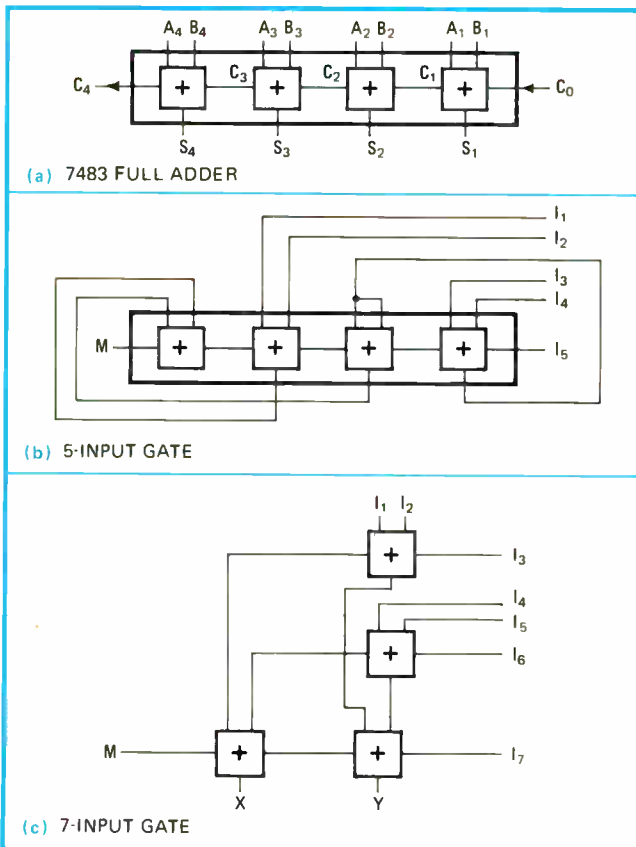 A4 B4 A3 B3 A2 B2 A1 B1
C4 + C3 + C2 + C1 + C0
S4 S3 S2 S1
(a) 7483 FULL ADDER
I1
I2
I3
I4
M + + + + I5
(b) 5-INPUT GATE
I1 I2
+ I3
I4
I5
+ I6
M + + I7
X Y
(c) 7-INPUT GATE